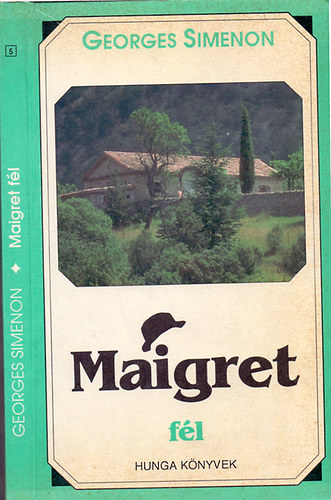 5
GEORGES SIMENON ✦ Maigret fél
GEORGES SIMENON
Maigret
fél
HUNGA KÖNYVEK